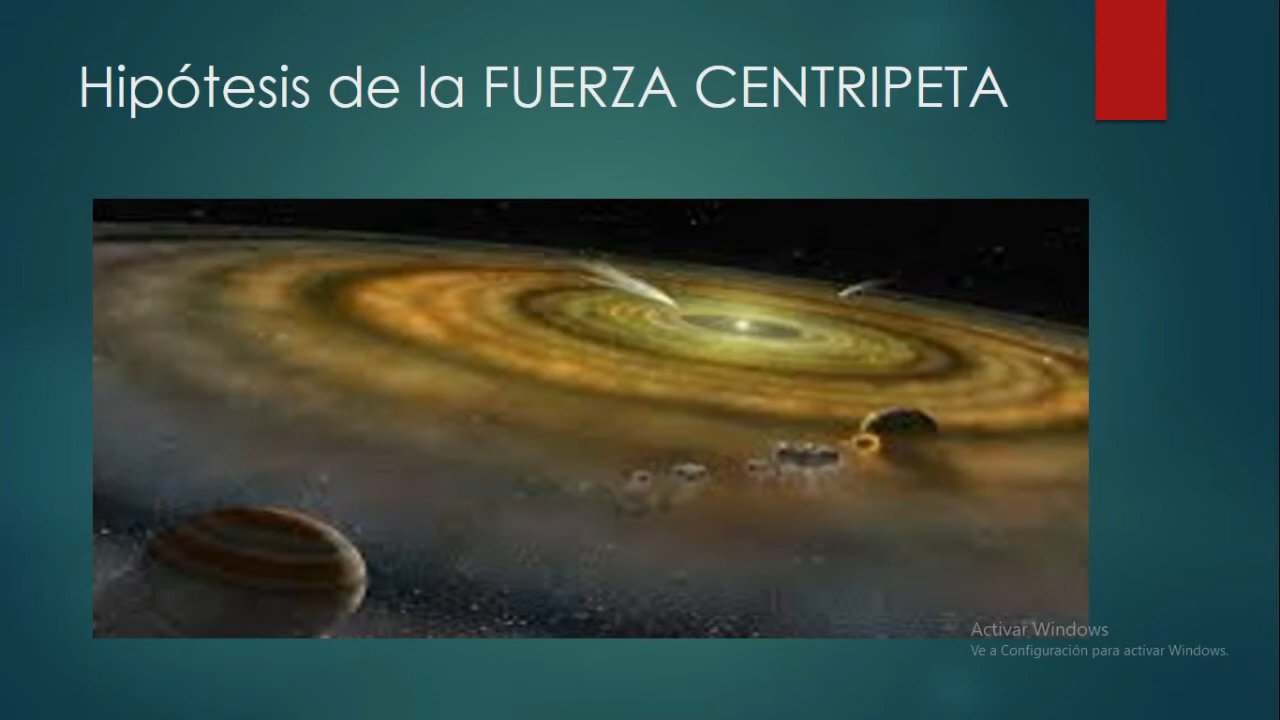 Hipótesis de la FUERZA CENTRIPETA
Activar Windows
Ve a Configuración para activar Windows.